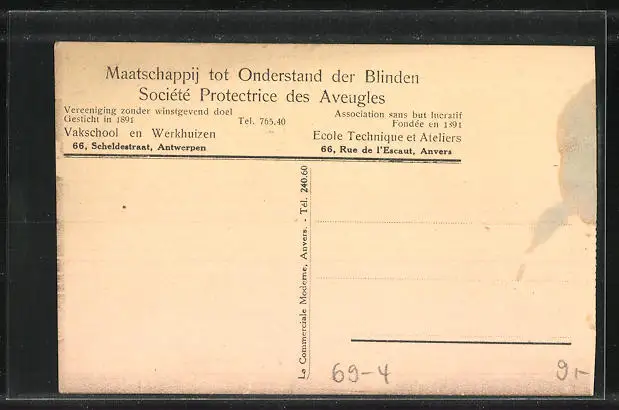 Maatschappij tot Onderstand der Blinden
Société Protectrice des Aveugles
Vereeniging zonder winstgevend doel
Gesticht in 1891
Tel. 765.40
Association sans but lucratif
Fondée en 1891
Vakschool en Werkhuizen
66, Scheldestraat, Antwerpen
Ecole Technique et Ateliers
66, Rue de l'Escaut, Anvers
La Commerciale Moderne, Anvers. - Tél. 240.60
69-4
9,-